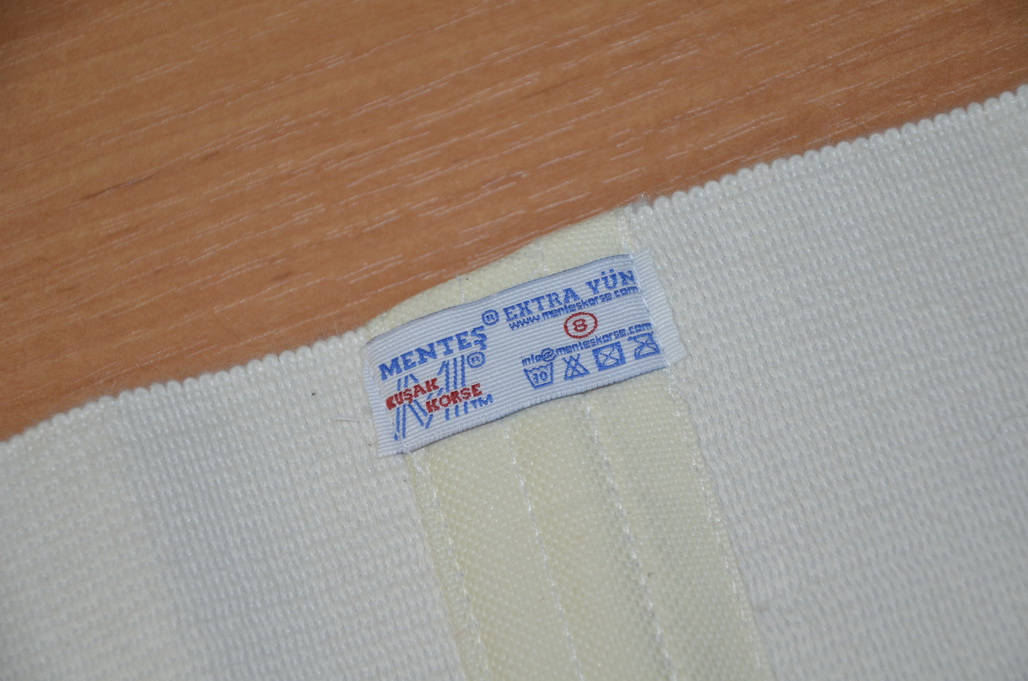 MENTEŞ®
M®
KUŞAK
KORSE
TM
EXTRA YÜN
www.menteskorse.com
8
info@menteskorse.com
30